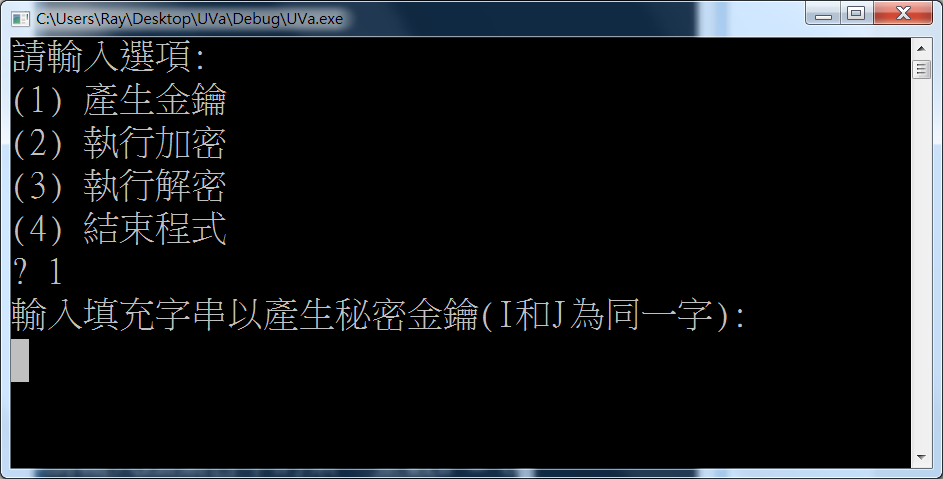 C:\Users\Ray\Desktop\UVa\Debug\UVa.exe
請輸入選項:
(1) 產生金鑰
(2) 執行加密
(3) 執行解密
(4) 結束程式
? 1
輸入填充字串以產生秘密金鑰(I和J為同一字):